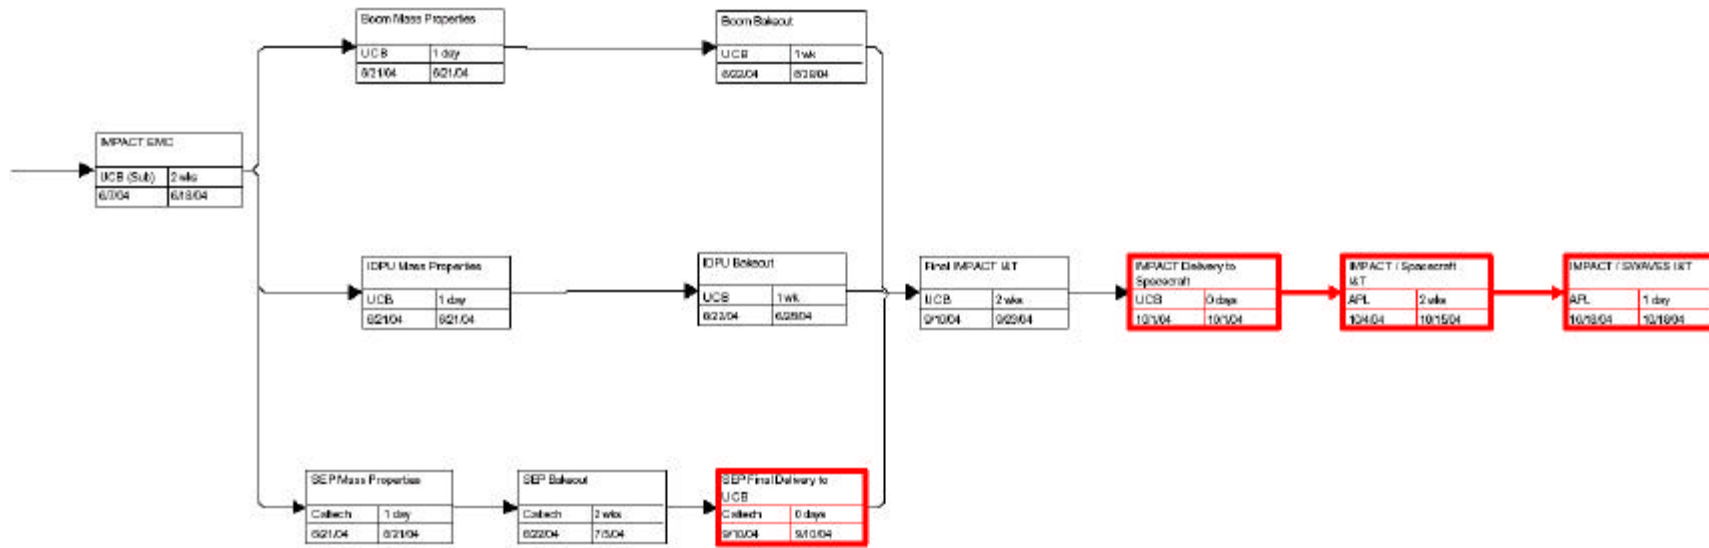 Boom Mass Properties
UCB 1 day
6/21/04 6/21/04
Boom Bakeout
UCB 1 wk
6/22/04 6/28/04
IMPACT EMC
UCB (Sub) 2 wks
6/7/04 6/18/04
IDPU Mass Properties
UCB 1 day
6/21/04 6/21/04
IDPU Bakeout
UCB 1 wk
6/22/04 6/28/04
Final IMPACT I&T
UCB 2 wks
9/10/04 9/23/04
IMPACT Delivery to
Spacecraft
UCB 0 days
10/1/04 10/1/04
IMPACT / Spacecraft
I&T
APL 2 wks
10/4/04 10/15/04
IMPACT / SWAVES I&T
APL 1 day
10/18/04 10/18/04
SEP Mass Properties
Caltech 1 day
6/21/04 6/21/04
SEP Bakeout
Caltech 2 wks
6/22/04 7/5/04
SEP Final Delivery to
UCB
Caltech 0 days
9/10/04 9/10/04